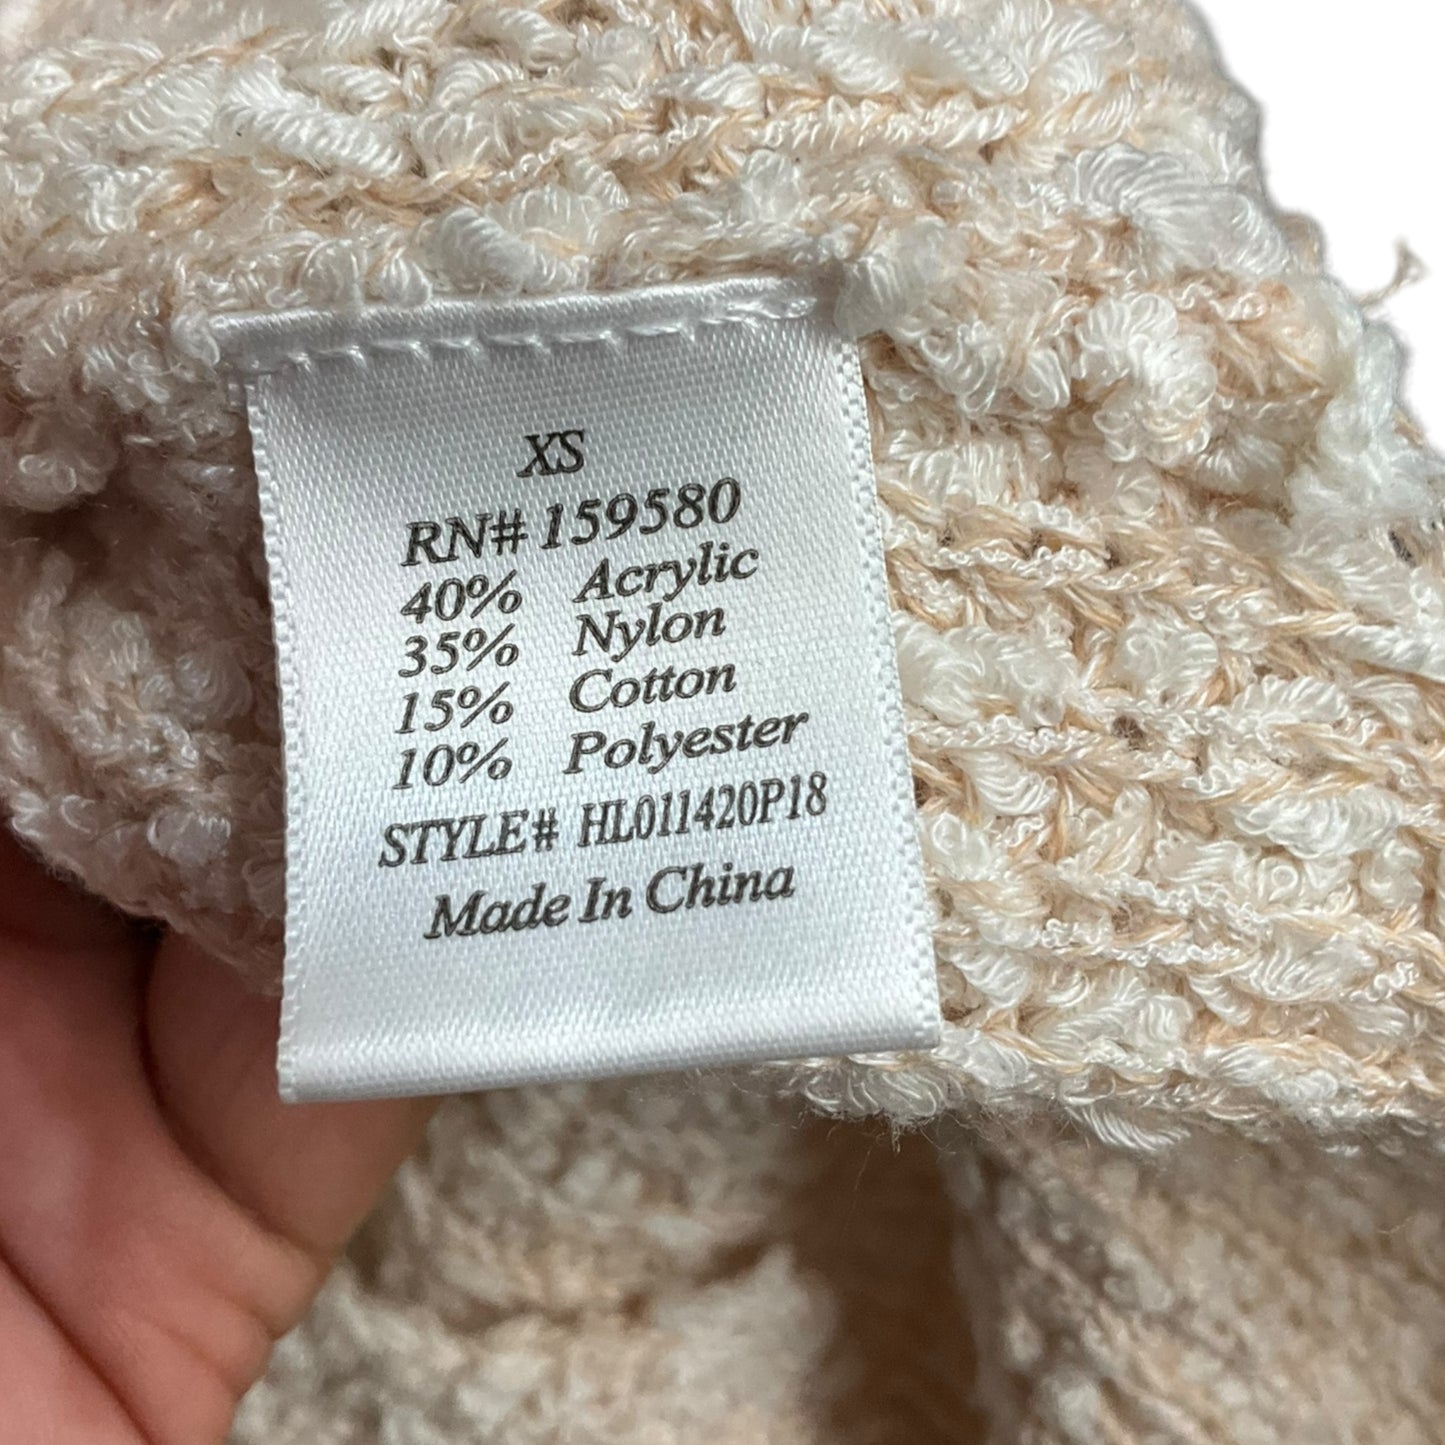 XS
RN# 159580
40% Acrylic
35% Nylon
15% Cotton
10% Polyester
STYLE# HL011420P18
Made In China